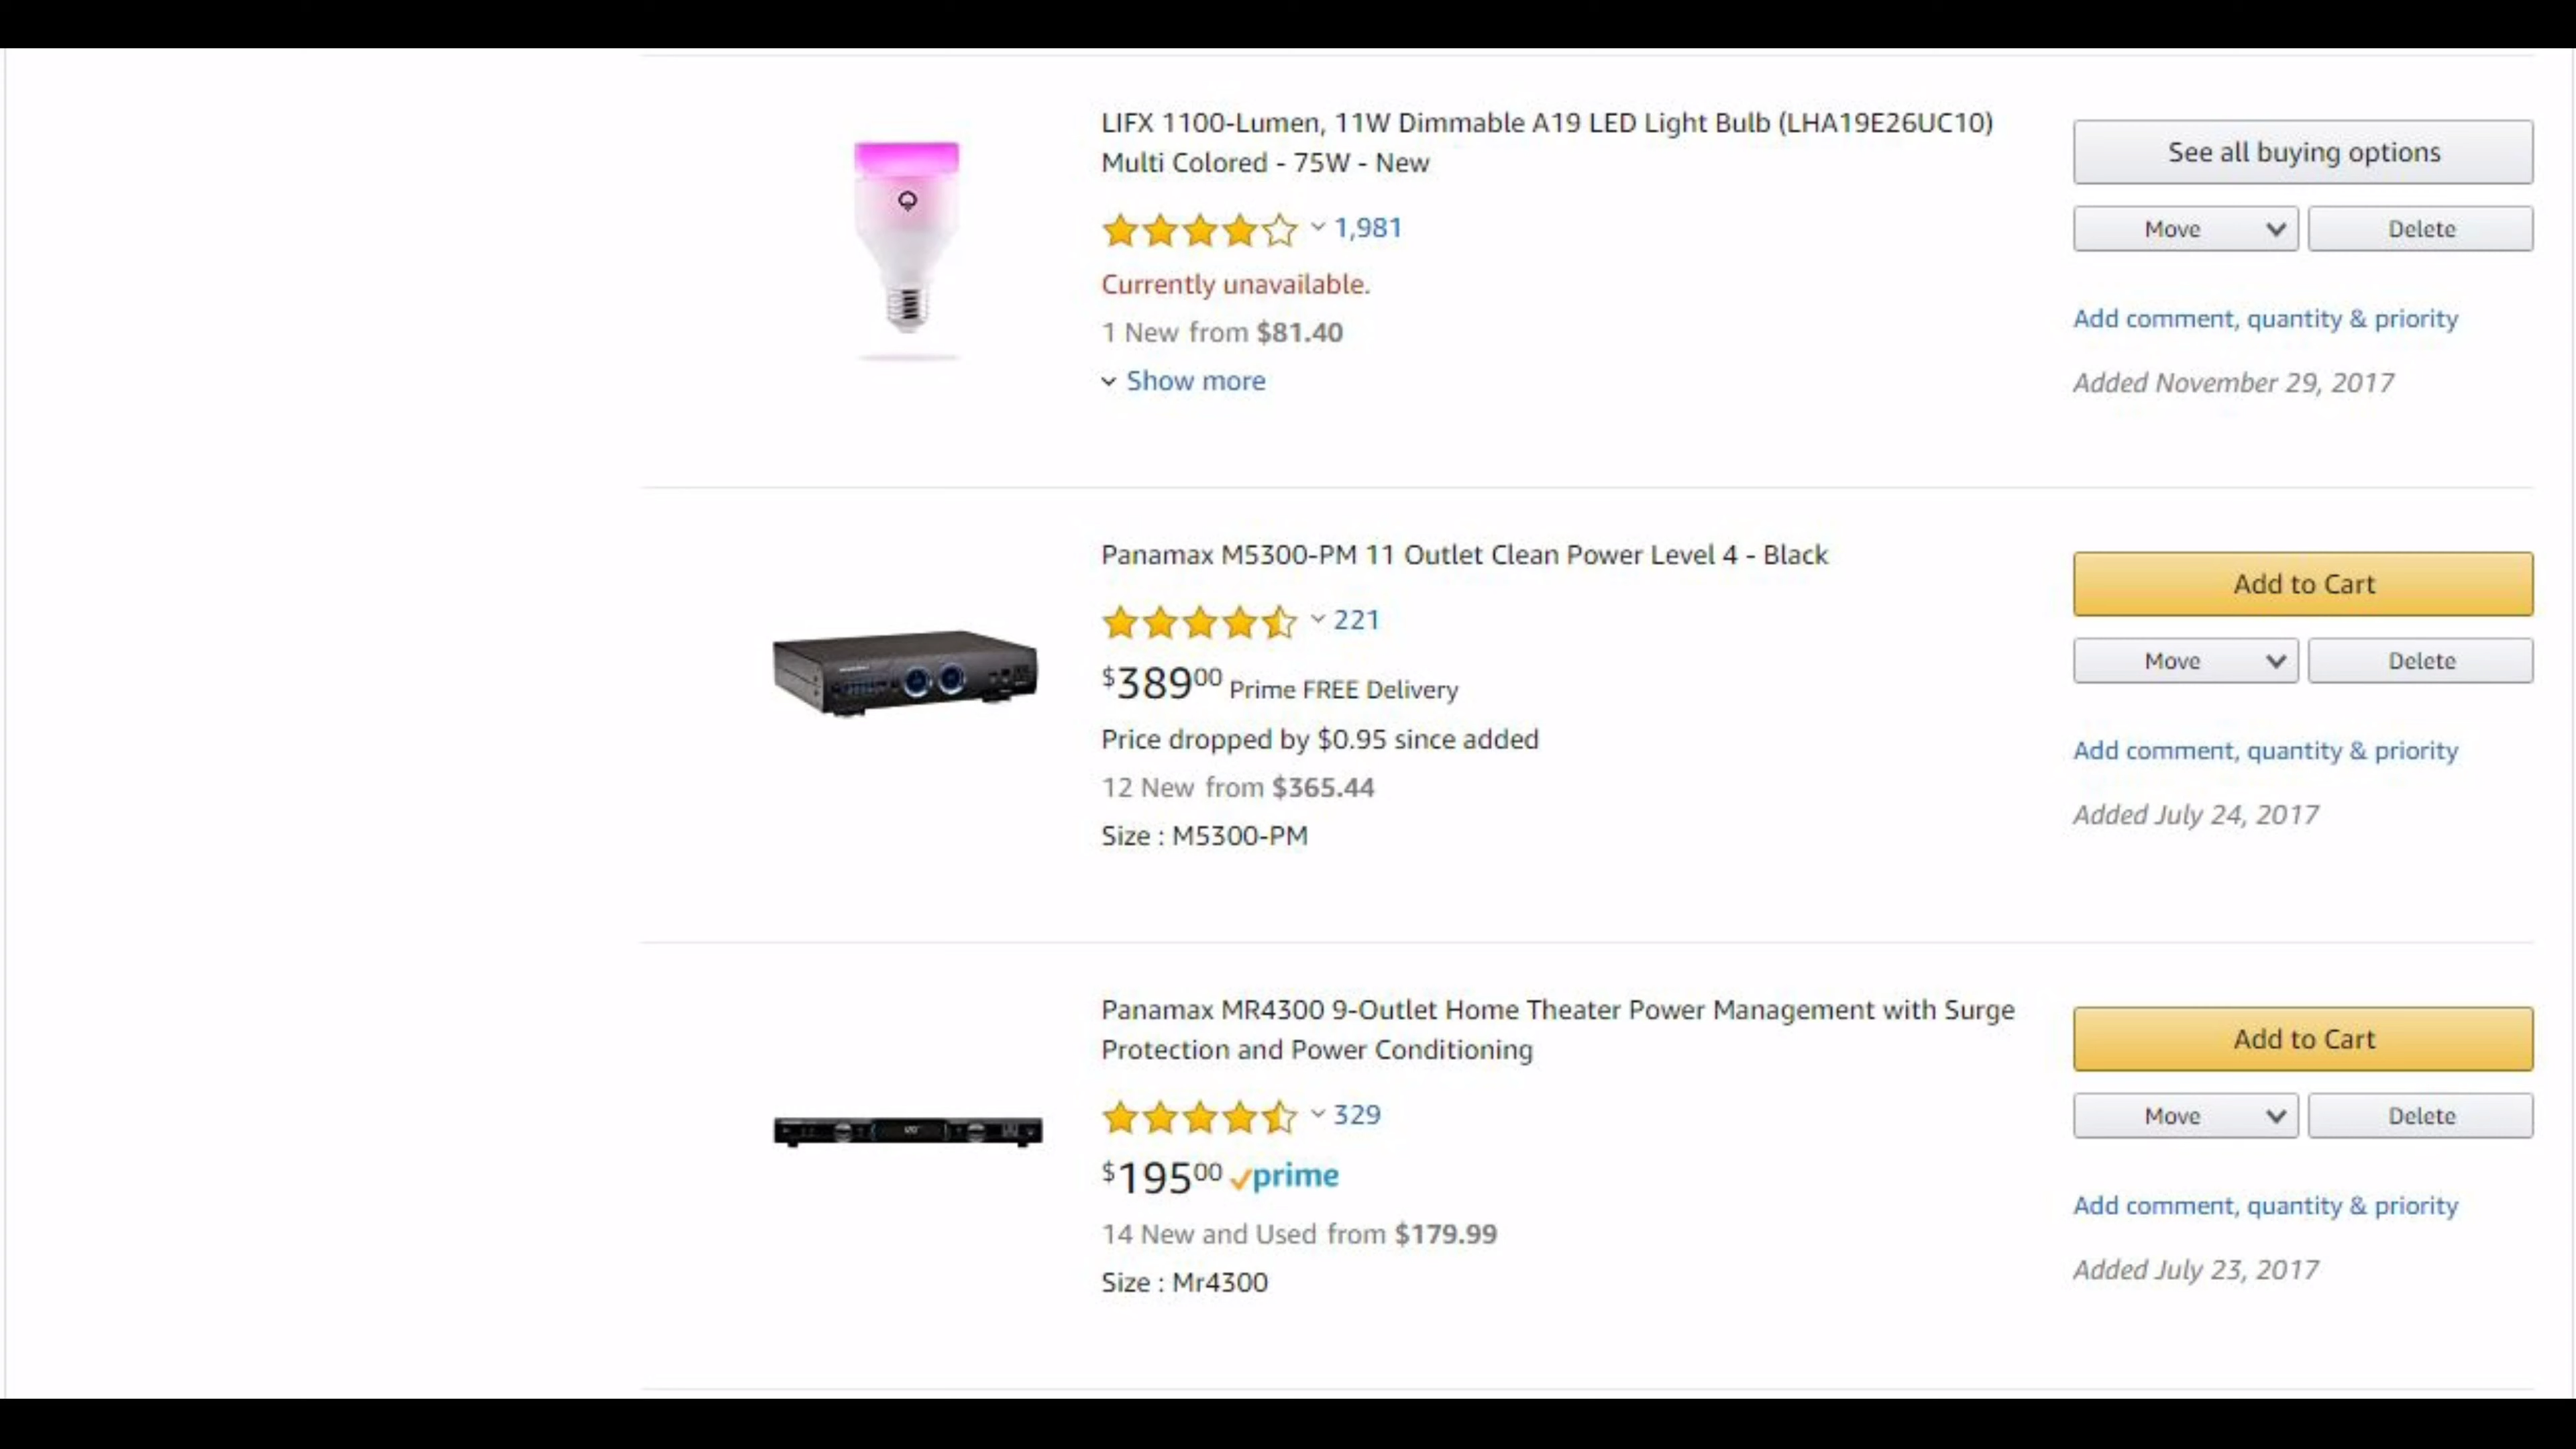 LIFX 1100-Lumen, 11W Dimmable A19 LED Light Bulb (LHA19E26UC10)
Multi Colored - 75W - New
1,981
Currently unavailable.
1 New from $81.40
Show more
See all buying options
Move
Delete
Add comment, quantity & priority
Added November 29, 2017
Panamax M5300-PM 11 Outlet Clean Power Level 4 - Black
221
$38900 Prime FREE Delivery
Price dropped by $0.95 since added
12 New from $365.44
Size : M5300-PM
Add to Cart
Move
Delete
Add comment, quantity & priority
Added July 24, 2017
Panamax MR4300 9-Outlet Home Theater Power Management with Surge
Protection and Power Conditioning
329
$19500 prime
14 New and Used from $179.99
Size : Mr4300
Add to Cart
Move
Delete
Add comment, quantity & priority
Added July 23, 2017